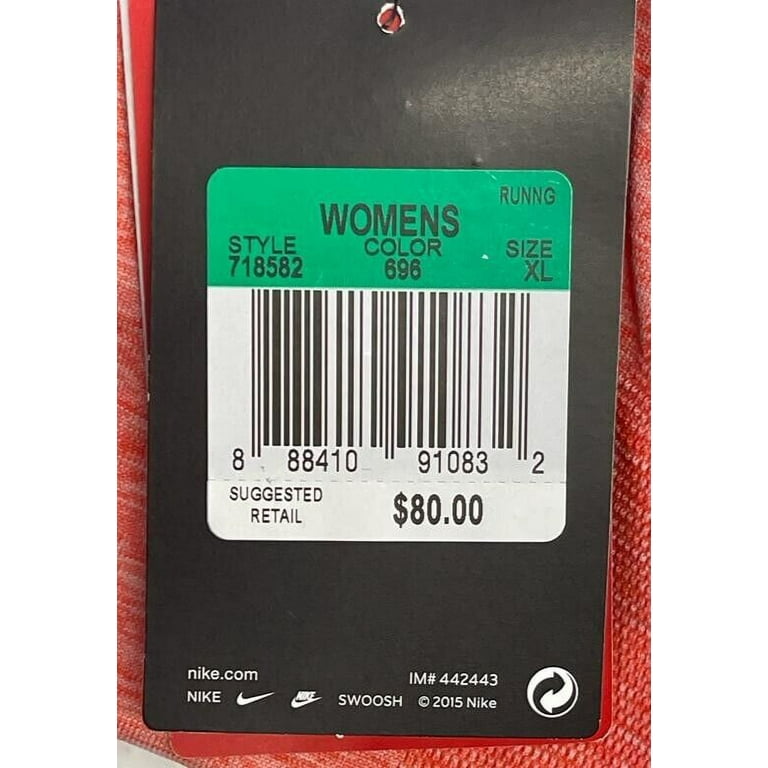 RUNNG
WOMENS
STYLE COLOR SIZE
718582 696 XL
8 88410 91083 2
SUGGESTED RETAIL $80.00
nike.com IM# 442443
NIKE NIKE SWOOSH © 2015 Nike